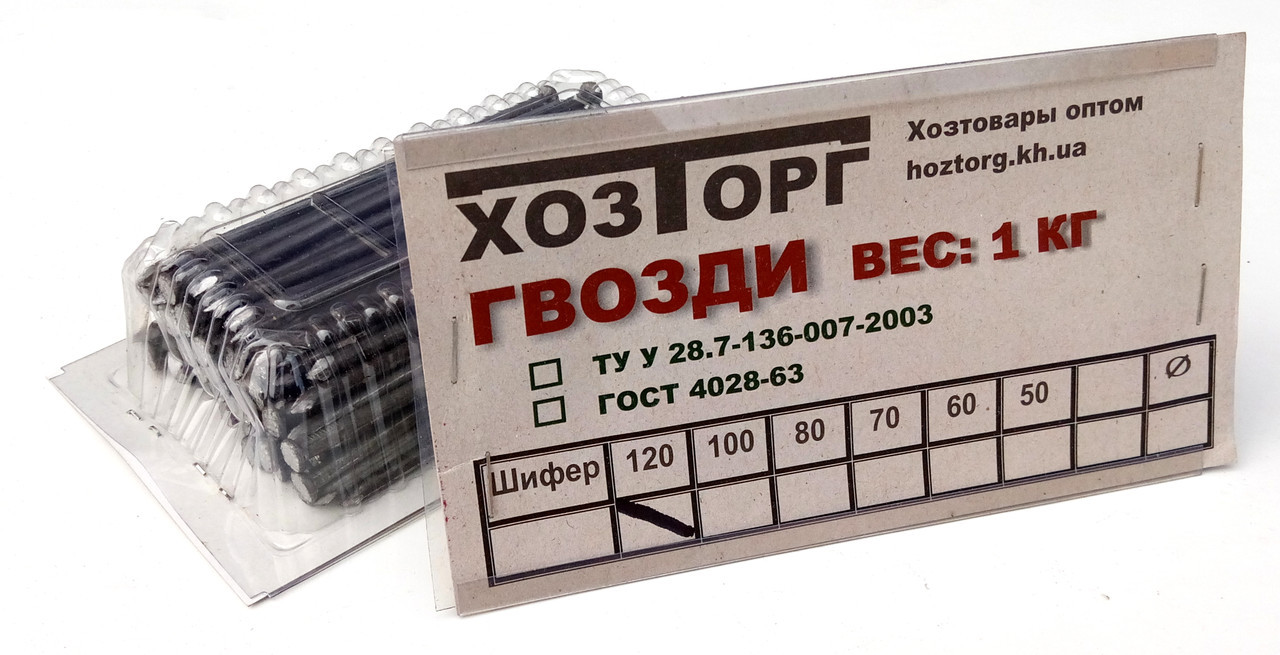 ХОЗТОРГ
Хозтовары оптом
hoztorg.kh.ua
ГВОЗДИ ВЕС: 1 КГ
ТУ У 28.7-136-007-2003
ГОСТ 4028-63
Шифер 120 100 80 70 60 50 Ø